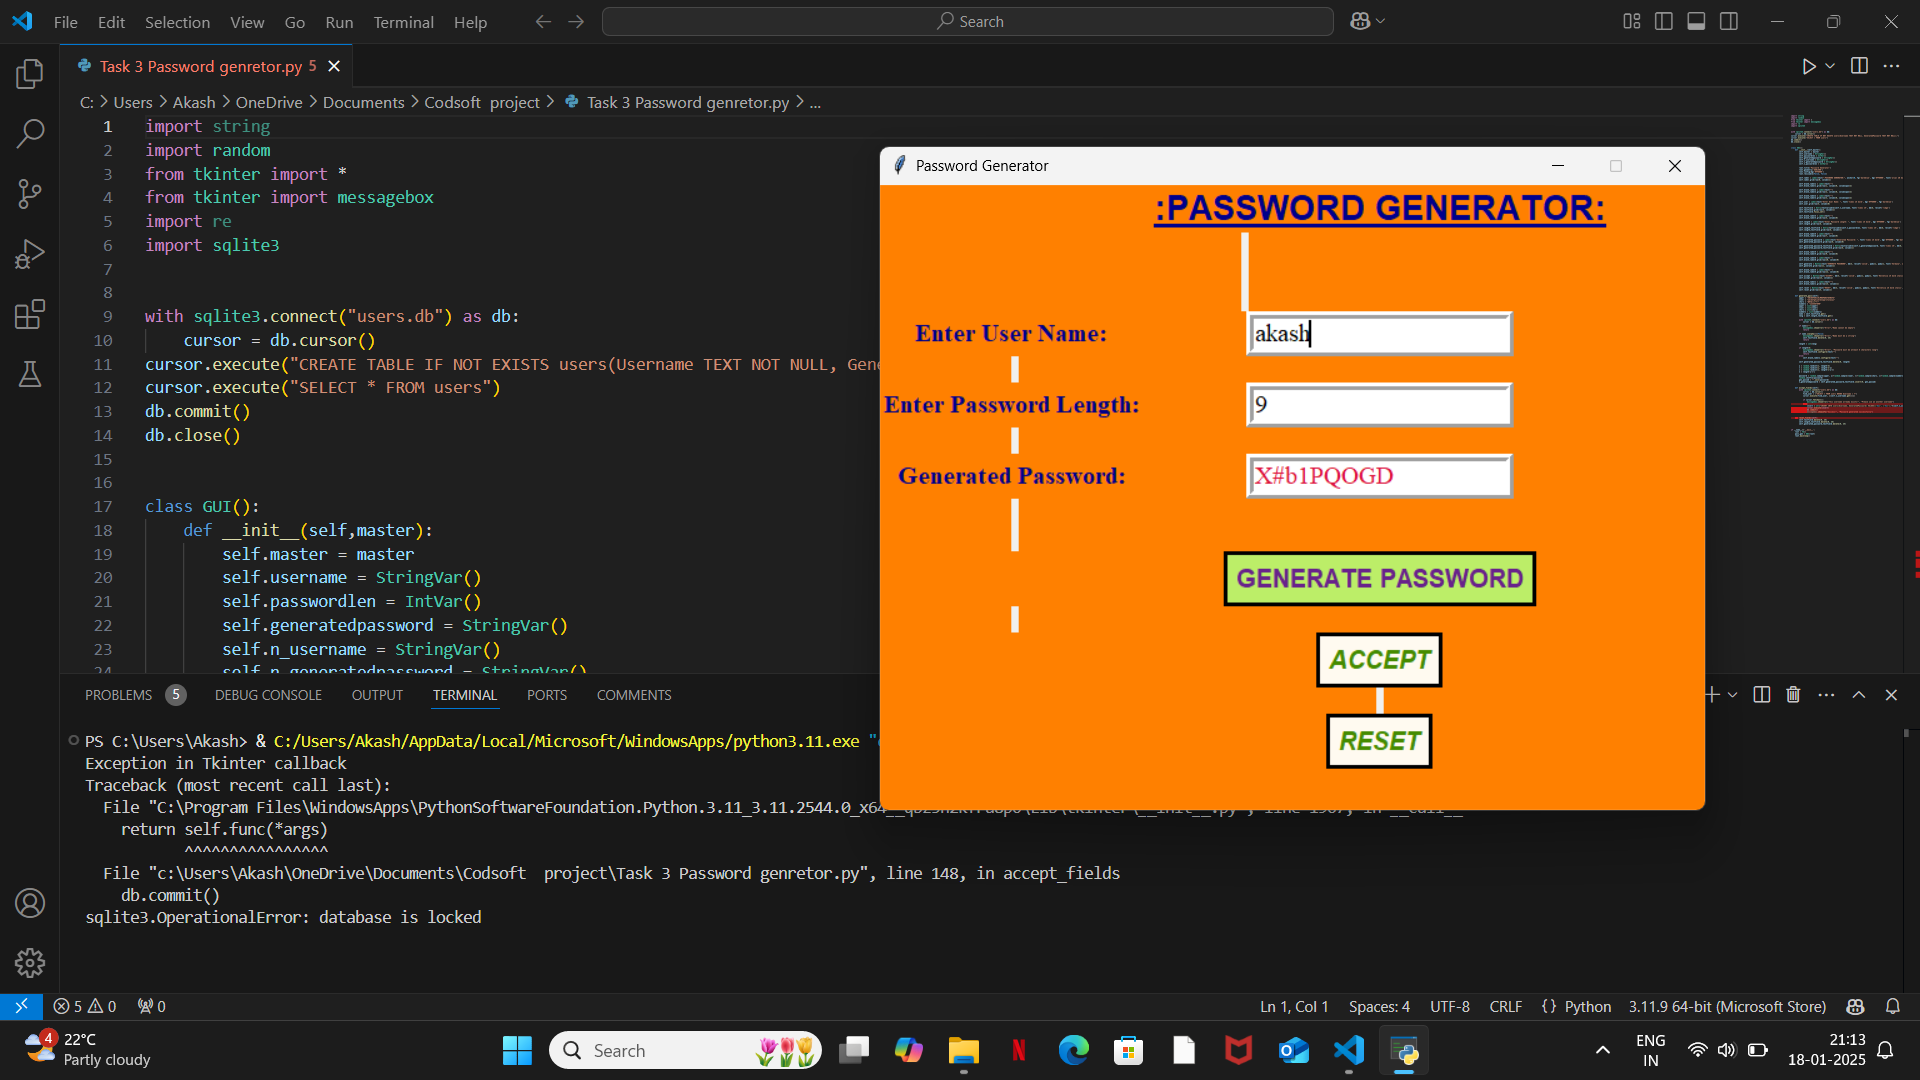 File Edit Selection View Go Run Terminal Help
Search
Task 3 Password genretor.py 5
C: Users Akash OneDrive Documents Codsoft project Task 3 Password genretor.py ...
1 import string
2 import random
3 from tkinter import *
4 from tkinter import messagebox
5 import re
6 import sqlite3
7
8
9 with sqlite3.connect("users.db") as db:
10 cursor = db.cursor()
11 cursor.execute("CREATE TABLE IF NOT EXISTS users(Username TEXT NOT NULL, Gene
12 cursor.execute("SELECT * FROM users")
13 db.commit()
14 db.close()
15
16
17 class GUI():
18 def __init__(self,master):
19 self.master = master
20 self.username = StringVar()
21 self.passwordlen = IntVar()
22 self.generatedpassword = StringVar()
23 self.n_username = StringVar()
24 self.n_generatedpassword = StringVar()
Password Generator
:PASSWORD GENERATOR:
Enter User Name: akash
Enter Password Length: 9
Generated Password: X#b1PQOGD
GENERATE PASSWORD
ACCEPT
RESET
PROBLEMS 5 DEBUG CONSOLE OUTPUT TERMINAL PORTS COMMENTS
PS C:\Users\Akash> & C:/Users/Akash/AppData/Local/Microsoft/WindowsApps/python3.11.exe "
Exception in Tkinter callback
Traceback (most recent call last):
File "C:\Program Files\WindowsApps\PythonSoftwareFoundation.Python.3.11_3.11.2544.0_x64
return self.func(*args)
^^^^^^^^^^^^^^^^
File "c:\Users\Akash\OneDrive\Documents\Codsoft  project\Task 3 Password genretor.py", line 148, in accept_fields
db.commit()
sqlite3.OperationalError: database is locked
5 0 0
Ln 1, Col 1 Spaces: 4 UTF-8 CRLF {} Python 3.11.9 64-bit (Microsoft Store)
4
22°C
Partly cloudy
Search
ENG
IN
21:13
18-01-2025